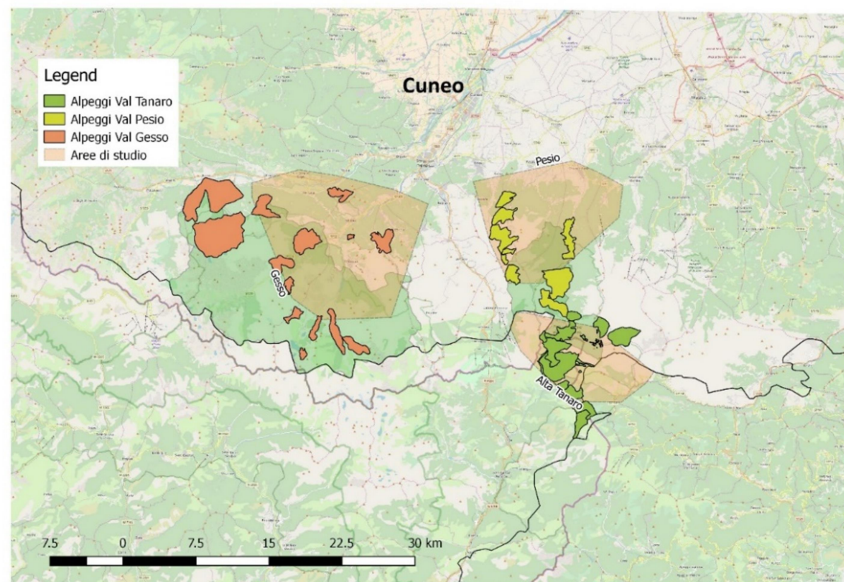 Cuneo
Legend
Alpeggi Val Tanaro
Alpeggi Val Pesio
Alpeggi Val Gesso
Aree di studio
Pesio
Gesso
Alta Tanaro
7.5 0 7.5 15 22.5 30 km